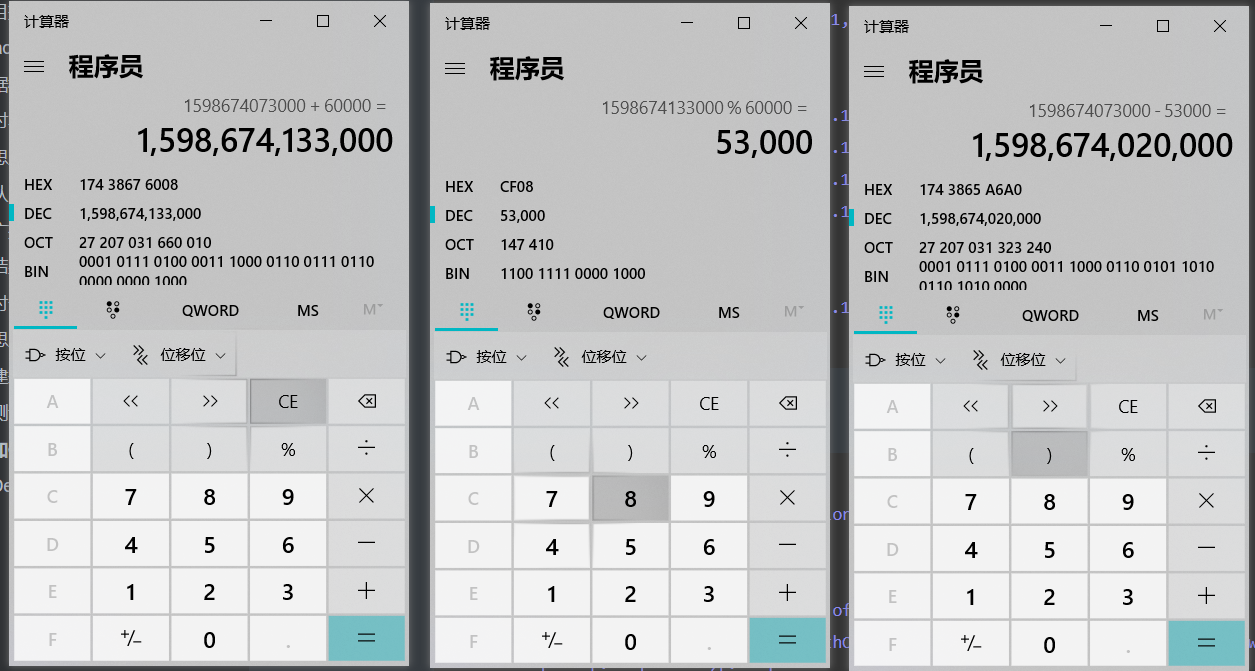 计算器
程序员
1598674073000 + 60000 =
1,598,674,133,000
HEX 174 3867 6008
DEC 1,598,674,133,000
OCT 27 207 031 660 010
BIN 0001 0111 0100 0011 1000 0110 0111 0110
0000 0000 1000
QWORD MS M
按位 位移位
A << >> CE
B ( ) % ÷
C 7 8 9 ×
D 4 5 6 −
E 1 2 3 +
F +/− 0 . =
计算器
程序员
1598674133000 % 60000 =
53,000
HEX CF08
DEC 53,000
OCT 147 410
BIN 1100 1111 0000 1000
QWORD MS M
按位 位移位
A << >> CE
B ( ) % ÷
C 7 8 9 ×
D 4 5 6 −
E 1 2 3 +
F +/− 0 . =
计算器
程序员
1598674073000 - 53000 =
1,598,674,020,000
HEX 174 3865 A6A0
DEC 1,598,674,020,000
OCT 27 207 031 323 240
BIN 0001 0111 0100 0011 1000 0110 0101 1010
0110 1010 0000
QWORD MS M
按位 位移位
A << >> CE
B ( ) % ÷
C 7 8 9 ×
D 4 5 6 −
E 1 2 3 +
F +/− 0 . =